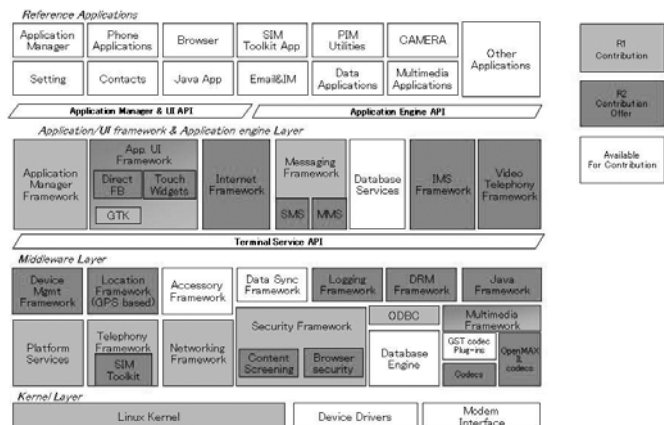 Reference Applications
Application
Manager
Phone
Applications
Browser
SIM
Toolkit App
PIM
Utilities
CAMERA
Other
Applications
Setting
Contacts
Java App
Email&IM
Data
Applications
Multimedia
Applications
R1
Contribution
R2
Contribution
Offer
Available
For Contribution
Application Manager & UI API
Application Engine API
Application/UI framework & Application engine Layer
Application
Manager
Framework
App. UI
Framework
Direct
FB
Touch
Widgets
GTK
Internet
Framework
Messaging
Framework
SMS
MMS
Database
Services
IMS
Framework
Video
Telephony
Framework
Terminal Service API
Middleware Layer
Device
Mgmt
Framework
Location
Framework
(GPS based)
Accessory
Framework
Data Sync
Framework
Logging
Framework
DRM
Framework
Java
Framework
Platform
Services
Telephony
Framework
SIM
Toolkit
Networking
Framework
Security Framework
Content
Screening
Browser
security
ODBC
Database
Engine
Multimedia
Framework
GST codec
Plug-ins
Codecs
OpenMAX
IL
codecs
Kernel Layer
Linux Kernel
Device Drivers
Modem
Interface